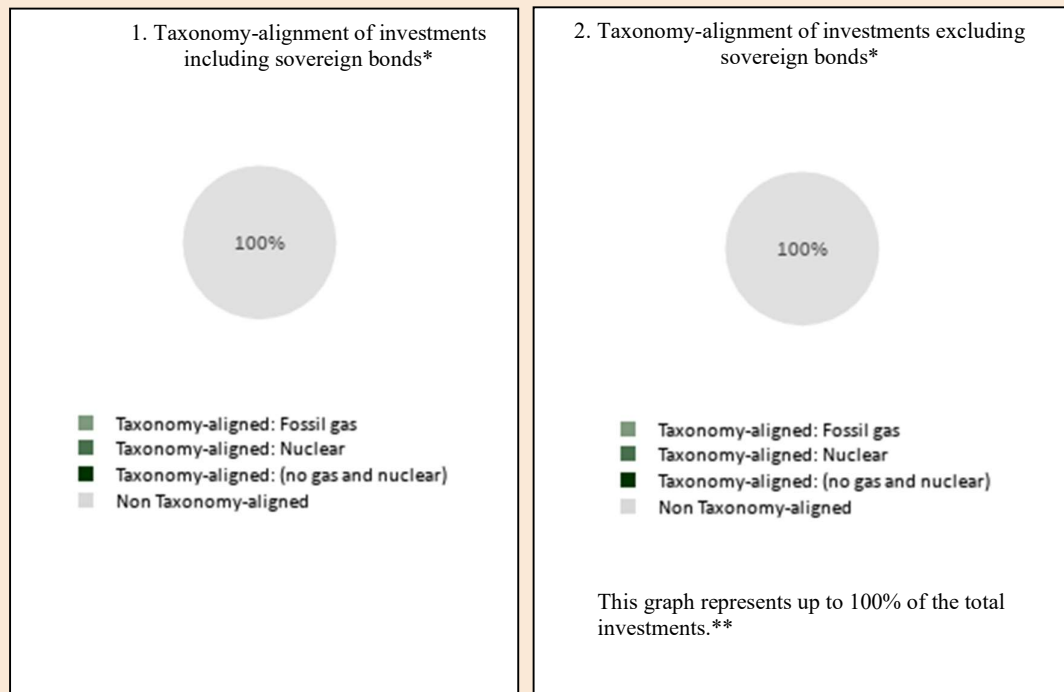 1. Taxonomy-alignment of investments
including sovereign bonds*
100%
Taxonomy-aligned: Fossil gas
Taxonomy-aligned: Nuclear
Taxonomy-aligned: (no gas and nuclear)
Non Taxonomy-aligned
2. Taxonomy-alignment of investments excluding
sovereign bonds*
100%
Taxonomy-aligned: Fossil gas
Taxonomy-aligned: Nuclear
Taxonomy-aligned: (no gas and nuclear)
Non Taxonomy-aligned
This graph represents up to 100% of the total
investments.**